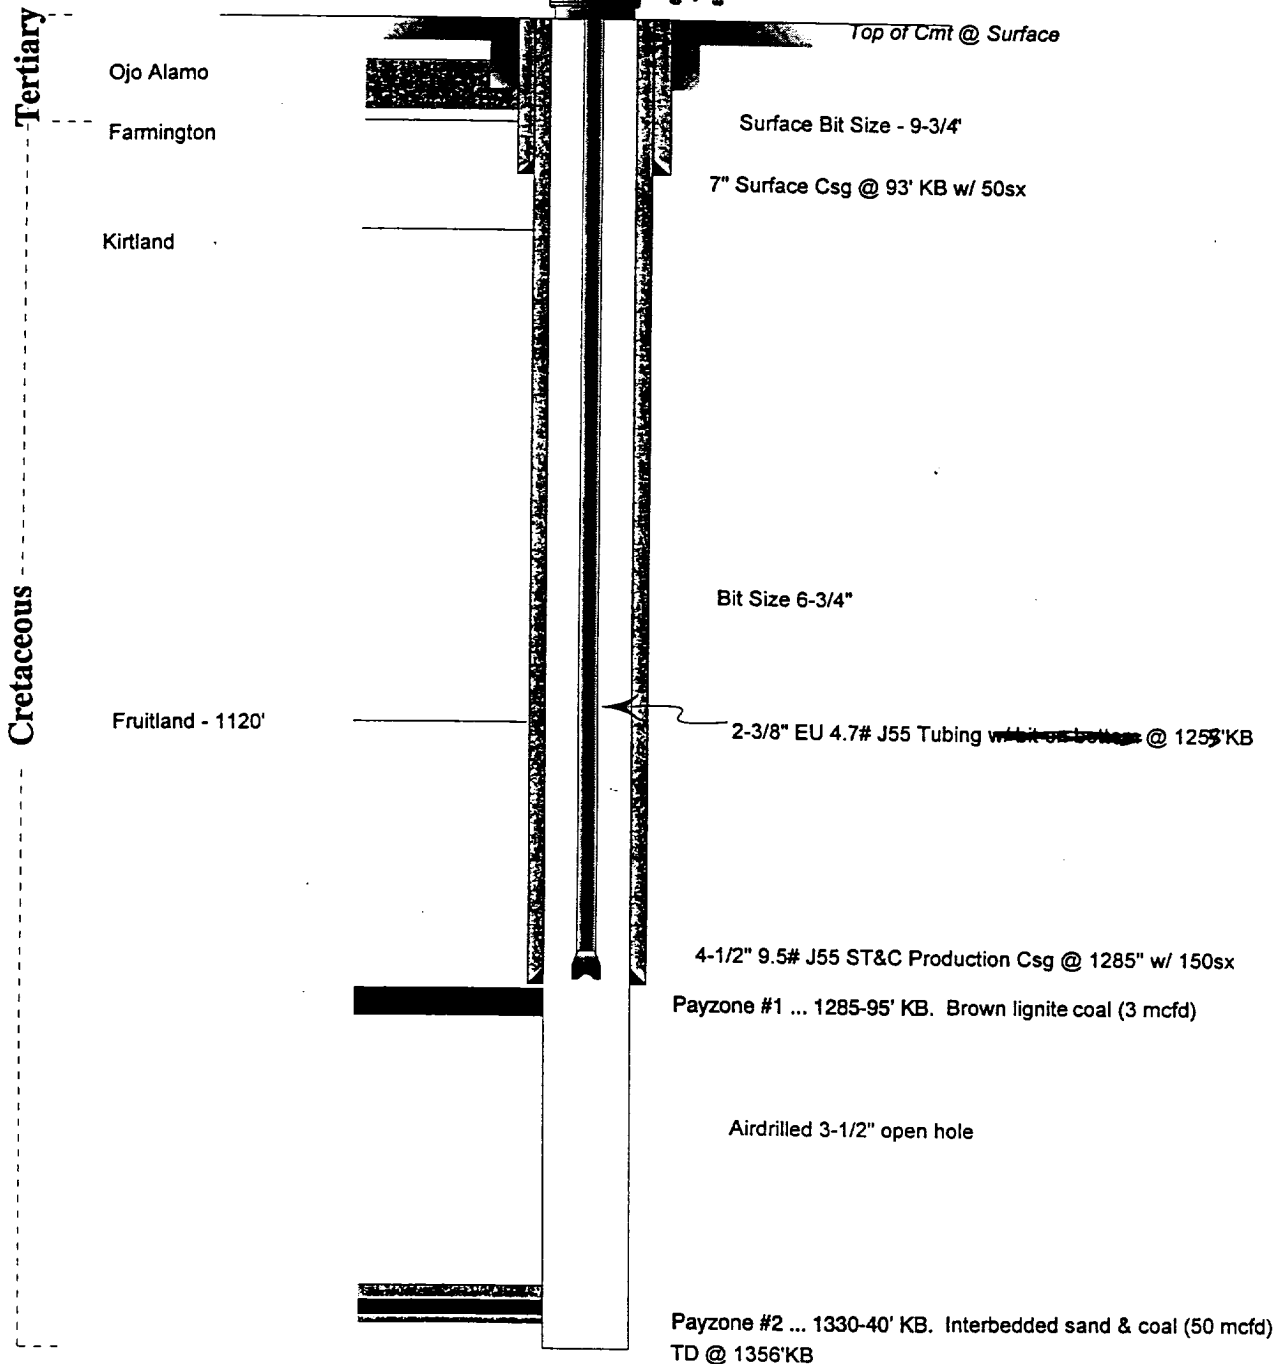 Top of Cmt @ Surface
Tertiary
Ojo Alamo
Farmington
Surface Bit Size - 9-3/4"
7" Surface Csg @ 93' KB w/ 50sx
Kirtland
Bit Size 6-3/4"
Cretaceous
Fruitland - 1120'
2-3/8" EU 4.7# J55 Tubing w/ bit on bottom @ KB
4-1/2" 9.5# J55 ST&C Production Csg @ 1285" w/ 150sx
Payzone #1 ... 1285-95' KB. Brown lignite coal (3 mcfd)
Airdrilled 3-1/2" open hole
Payzone #2 ... 1330-40' KB. Interbedded sand & coal (50 mcfd)
TD @ 1356'KB